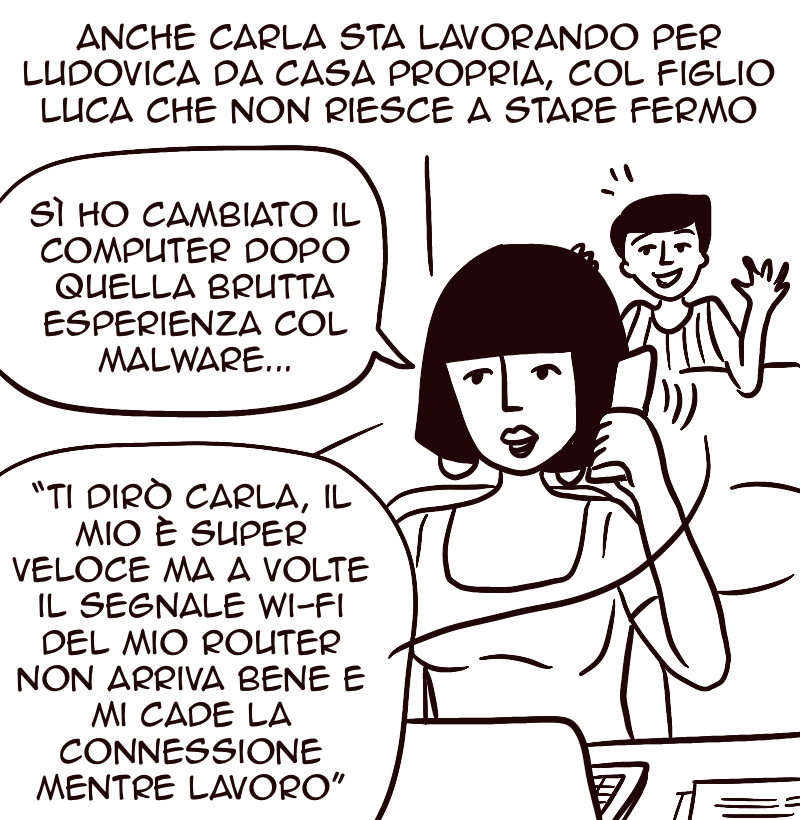 ANCHE CARLA STA LAVORANDO PER
LUDOVICA DA CASA PROPRIA, COL FIGLIO
LUCA CHE NON RIESCE A STARE FERMO
SÌ HO CAMBIATO IL
COMPUTER DOPO
QUELLA BRUTTA
ESPERIENZA COL
MALWARE...
"TI DIRÒ CARLA, IL
MIO È SUPER
VELOCE MA A VOLTE
IL SEGNALE WI-FI
DEL MIO ROUTER
NON ARRIVA BENE E
MI CADE LA
CONNESSIONE
MENTRE LAVORO"